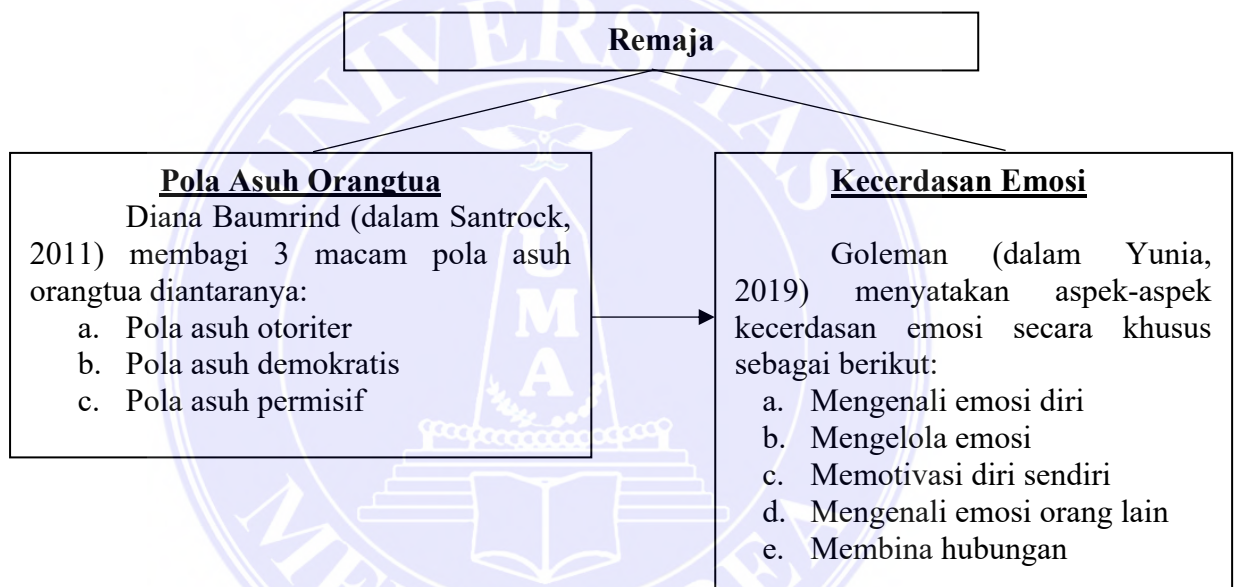 Remaja
Pola Asuh Orangtua
Diana Baumrind (dalam Santrock,
2011) membagi 3 macam pola asuh
orangtua diantaranya:
a. Pola asuh otoriter
b. Pola asuh demokratis
c. Pola asuh permisif
Kecerdasan Emosi
Goleman (dalam Yunia,
2019) menyatakan aspek-aspek
kecerdasan emosi secara khusus
sebagai berikut:
a. Mengenali emosi diri
b. Mengelola emosi
c. Memotivasi diri sendiri
d. Mengenali emosi orang lain
e. Membina hubungan
UNIVERSITAS
UMA